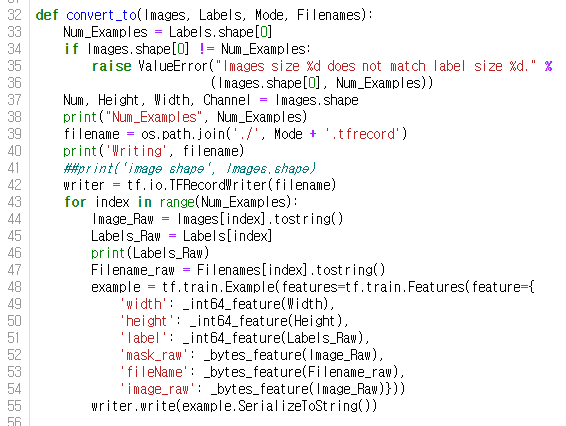 32 def convert_to(Images, Labels, Mode, Filenames):
33     Num_Examples = Labels.shape[0]
34     if Images.shape[0] != Num_Examples:
35         raise ValueError("Images size %d does not match label size %d." %
36                          (Images.shape[0], Num_Examples))
37     Num, Height, Width, Channel = Images.shape
38     print("Num_Examples", Num_Examples)
39     filename = os.path.join('./', Mode + '.tfrecord')
40     print('Writing', filename)
41     ##print('image shape', Images.shape)
42     writer = tf.io.TFRecordWriter(filename)
43     for index in range(Num_Examples):
44         Image_Raw = Images[index].tostring()
45         Labels_Raw = Labels[index]
46         print(Labels_Raw)
47         Filename_raw = Filenames[index].tostring()
48         example = tf.train.Example(features=tf.train.Features(feature={
49             'width': _int64_feature(Width),
50             'height': _int64_feature(Height),
51             'label': _int64_feature(Labels_Raw),
52             'mask_raw': _bytes_feature(Image_Raw),
53             'fileName': _bytes_feature(Filename_raw),
54             'image_raw': _bytes_feature(Image_Raw)}))
55         writer.write(example.SerializeToString())